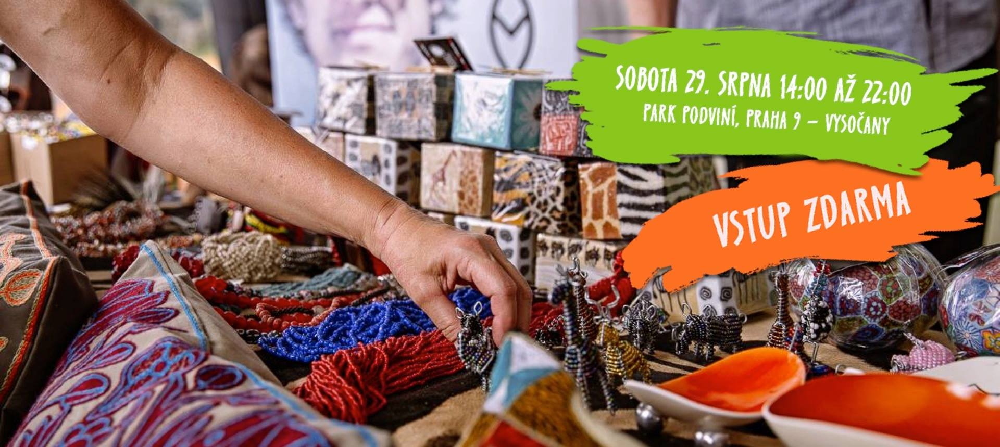 SOBOTA 29. SRPNA 14:00 AŽ 22:00
PARK PODVINÍ, PRAHA 9 – VYSOČANY
VSTUP ZDARMA